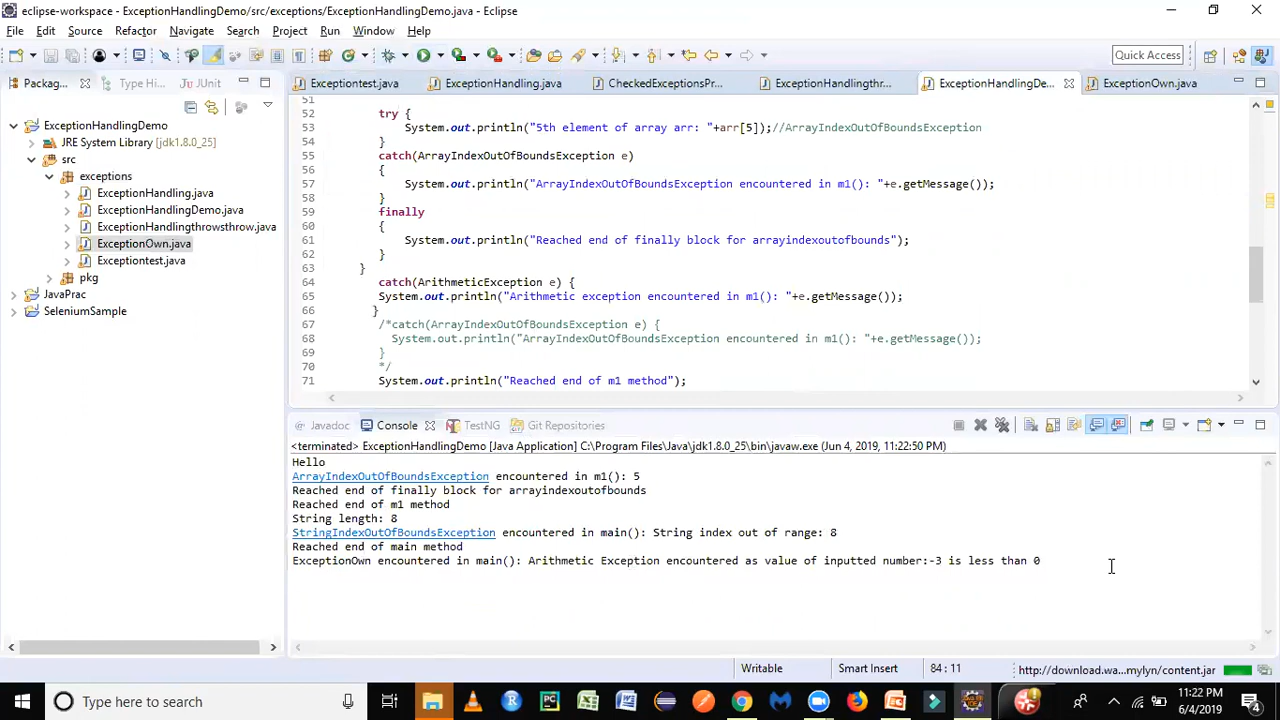 eclipse-workspace - ExceptionHandlingDemo/src/exceptions/ExceptionHandlingDemo.java - Eclipse
File Edit Source Refactor Navigate Search Project Run Window Help
Quick Access
Packag... Type Hi... JUnit
Exceptiontest.java ExceptionHandling.java CheckedExceptionsPr... ExceptionHandlingthr... ExceptionHandlingDe... ExceptionOwn.java
ExceptionHandlingDemo
JRE System Library [jdk1.8.0_25]
src
exceptions
ExceptionHandling.java
ExceptionHandlingDemo.java
ExceptionHandlingthrowsthrow.java
ExceptionOwn.java
Exceptiontest.java
pkg
JavaPrac
SeleniumSample
51
52 try {
53 System.out.println("5th element of array arr: "+arr[5]);//ArrayIndexOutOfBoundsException
54 }
55 catch(ArrayIndexOutOfBoundsException e)
56 {
57 System.out.println("ArrayIndexOutOfBoundsException encountered in m1(): "+e.getMessage());
58 }
59 finally
60 {
61 System.out.println("Reached end of finally block for arrayindexoutofbounds");
62 }
63 }
64 catch(ArithmeticException e) {
65 System.out.println("Arithmetic exception encountered in m1(): "+e.getMessage());
66 }
67 /*catch(ArrayIndexOutOfBoundsException e) {
68 System.out.println("ArrayIndexOutOfBoundsException encountered in m1(): "+e.getMessage());
69 }
70 */
71 System.out.println("Reached end of m1 method");
Javadoc Console TestNG Git Repositories
<terminated> ExceptionHandlingDemo [Java Application] C:\Program Files\Java\jdk1.8.0_25\bin\javaw.exe (Jun 4, 2019, 11:22:50 PM)
Hello
ArrayIndexOutOfBoundsException encountered in m1(): 5
Reached end of finally block for arrayindexoutofbounds
Reached end of m1 method
String length: 8
StringIndexOutOfBoundsException encountered in main(): String index out of range: 8
Reached end of main method
ExceptionOwn encountered in main(): Arithmetic Exception encountered as value of inputted number:-3 is less than 0
Writable Smart Insert 84 : 11 http://download.wa...mylyn/content.jar
Type here to search
11:22 PM
6/4/2019
4